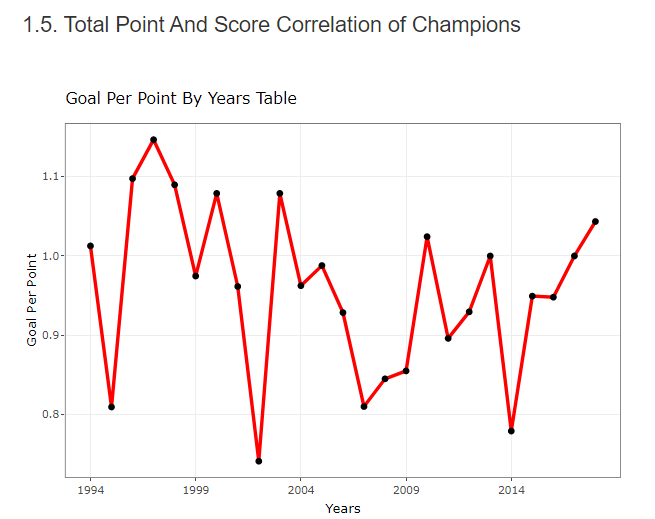 1.5. Total Point And Score Correlation of Champions
Goal Per Point By Years Table
1.1
1.0
0.9
0.8
Goal Per Point
1994 1999 2004 2009 2014
Years